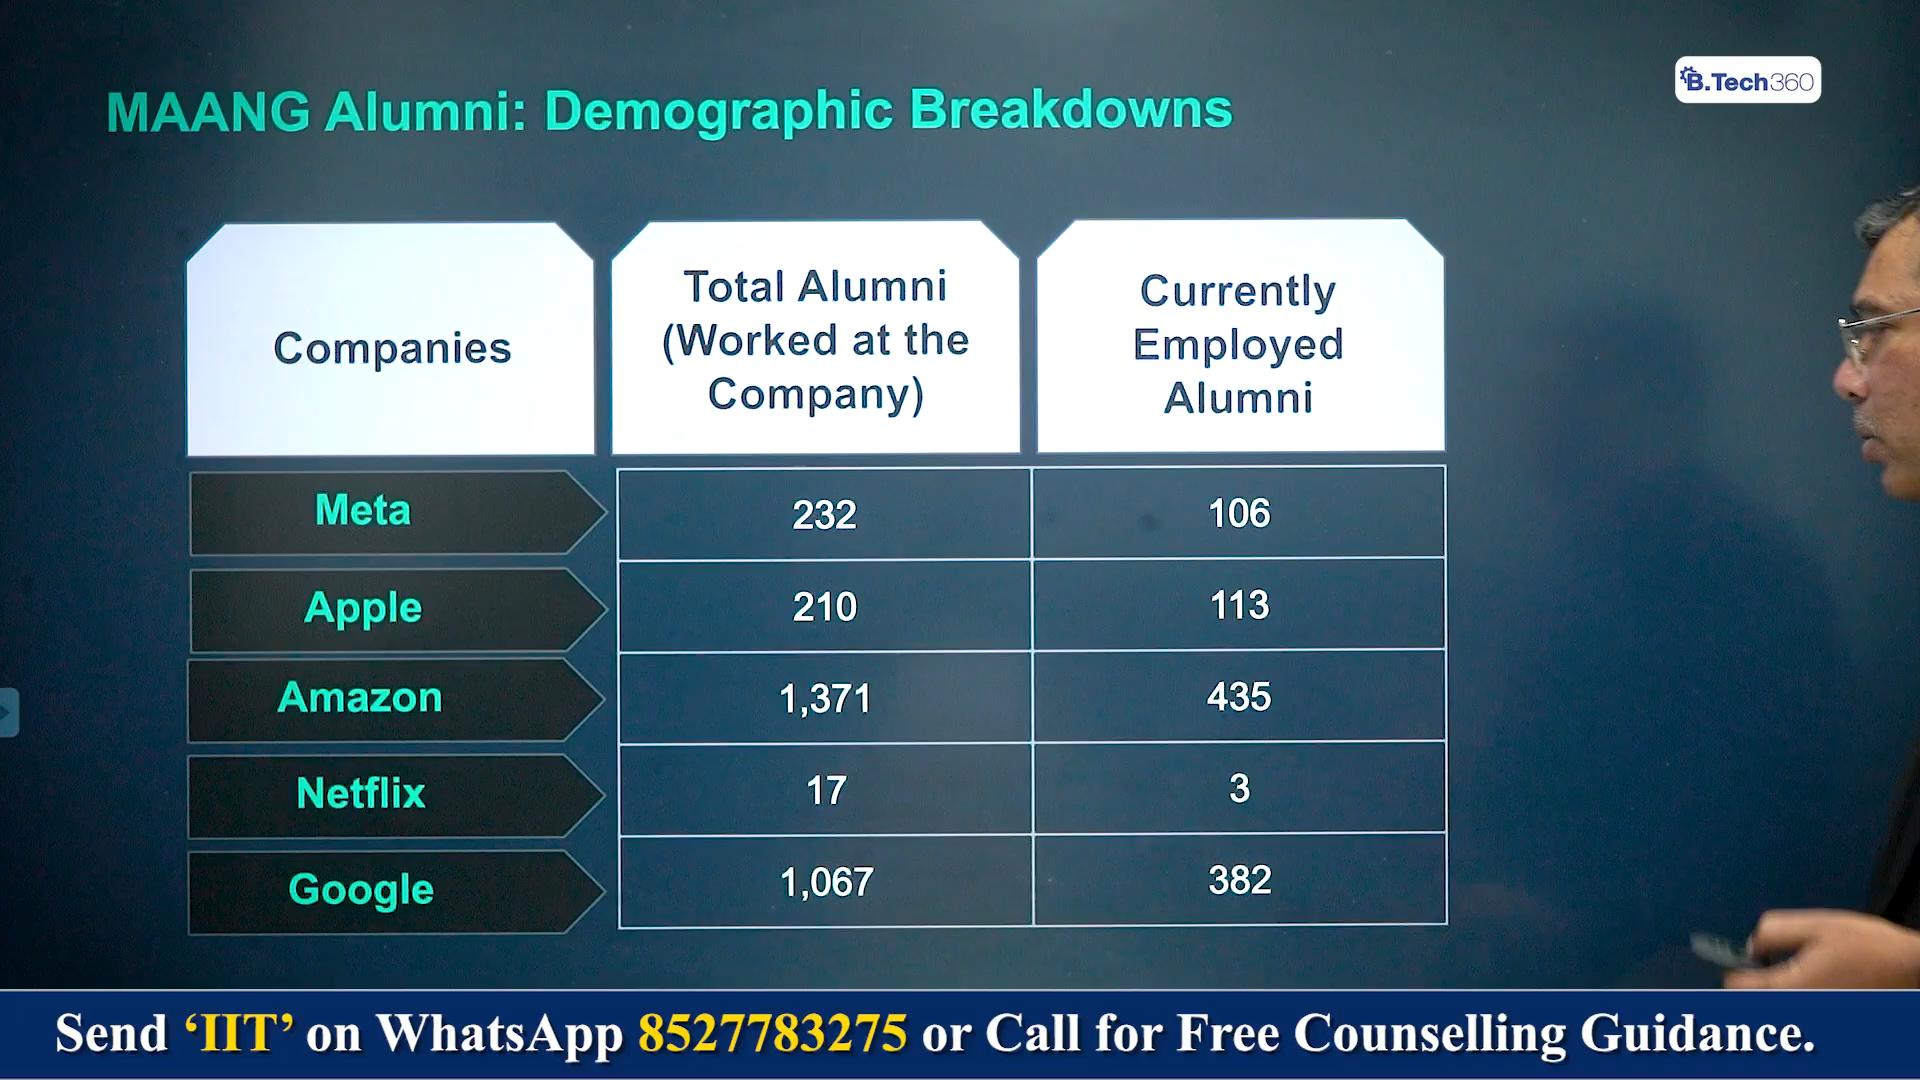 B.Tech360
MAANG Alumni: Demographic Breakdowns
Companies
Total Alumni
(Worked at the
Company)
Currently
Employed
Alumni
Meta
232
106
Apple
210
113
Amazon
1,371
435
Netflix
17
3
Google
1,067
382
Send ‘IIT’ on WhatsApp 8527783275 or Call for Free Counselling Guidance.